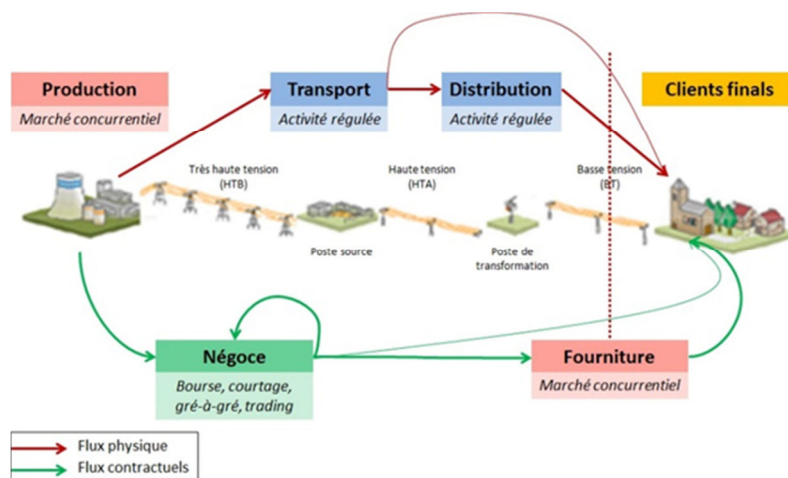 Production
Marché concurrentiel
Transport
Activité régulée
Distribution
Activité régulée
Clients finals
Très haute tension
(HTB)
Haute tension
(HTA)
Basse tension
(BT)
Poste source
Poste de
transformation
Négoce
Bourse, courtage,
gré-à-gré, trading
Fourniture
Marché concurrentiel
Flux physique
Flux contractuels